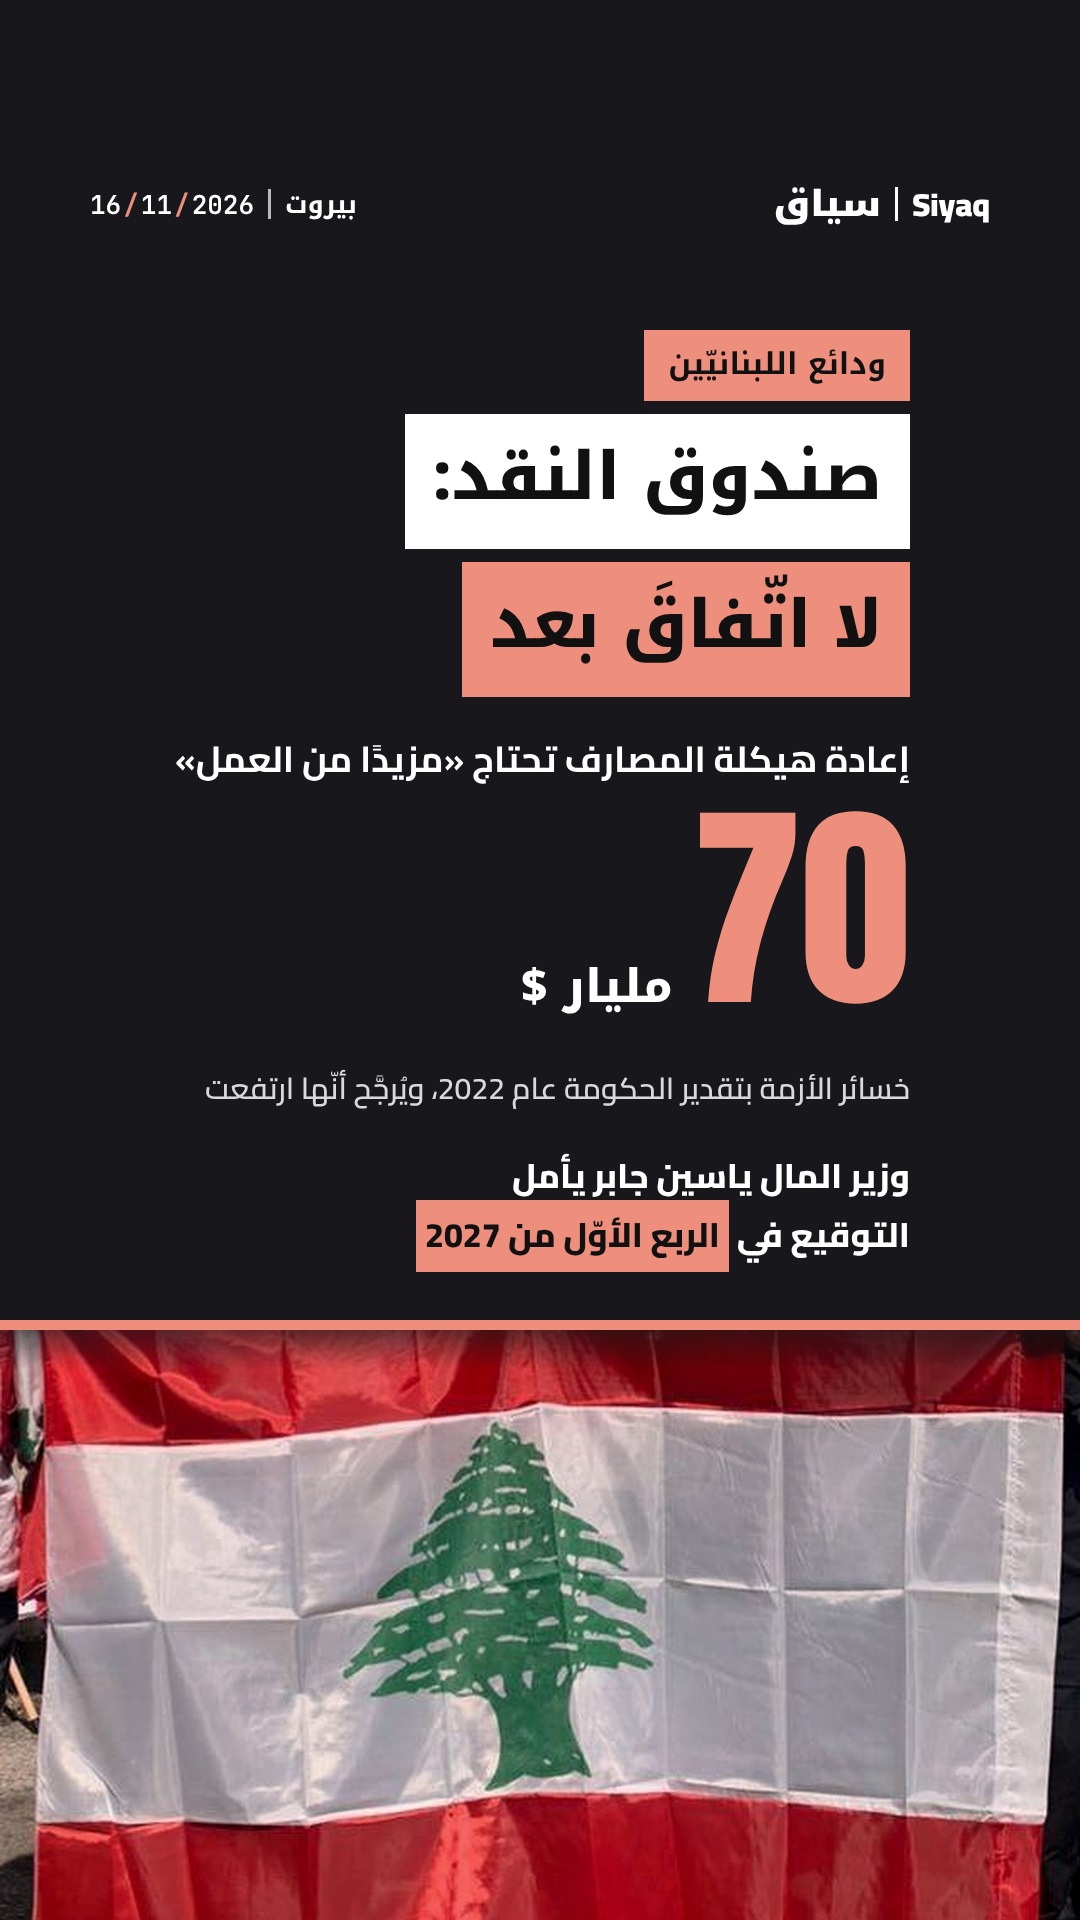 Siyaq | سياق
بيروت | 16/11/2026
ودائع اللبنانيّين
صندوق النقد:
لا اتّفاقَ بعد
إعادة هيكلة المصارف تحتاج «مزيدًا من العمل»
70 مليار $
خسائر الأزمة بتقدير الحكومة عام 2022، ويُرجَّح أنّها ارتفعت
وزير المال ياسين جابر يأمل
التوقيع في الربع الأوّل من 2027